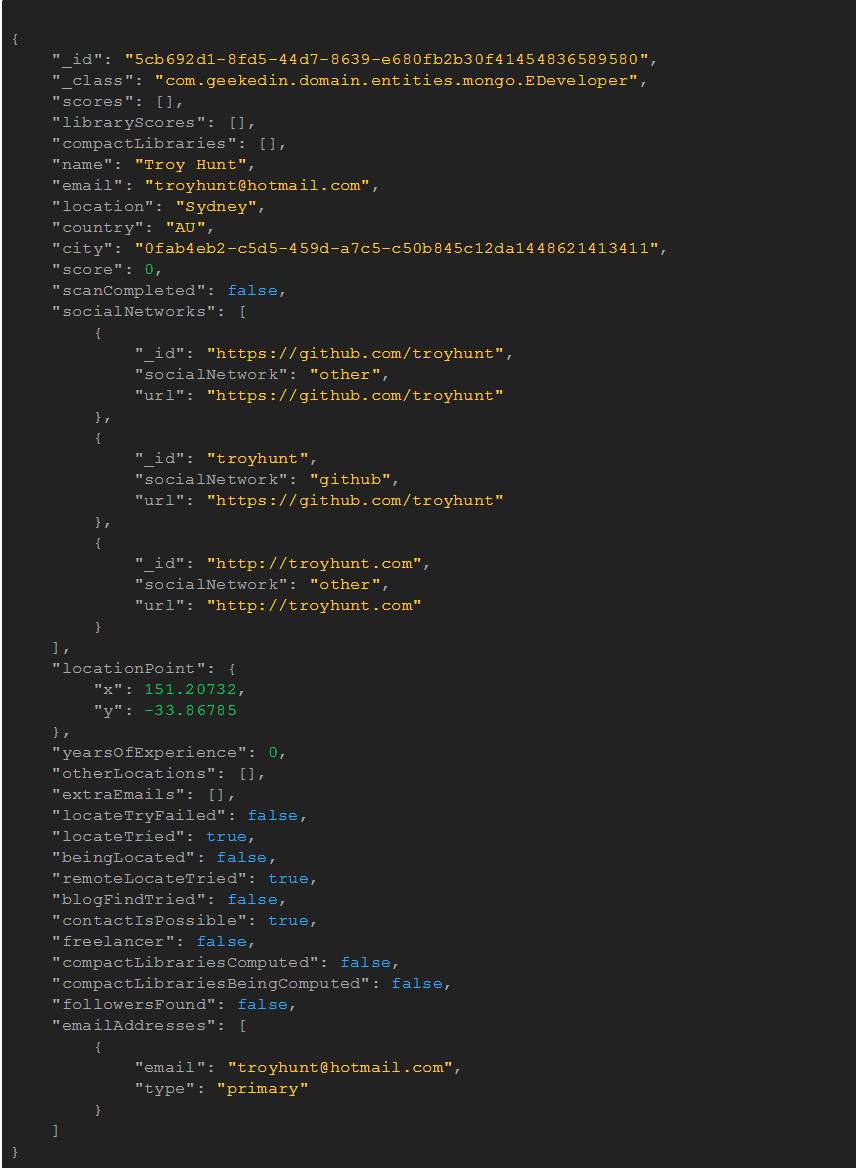 {
    "_id": "5cb692d1-8fd5-44d7-8639-e680fb2b30f41454836589580",
    "_class": "com.geekedin.domain.entities.mongo.EDeveloper",
    "scores": [],
    "libraryScores": [],
    "compactLibraries": [],
    "name": "Troy Hunt",
    "email": "troyhunt@hotmail.com",
    "location": "Sydney",
    "country": "AU",
    "city": "0fab4eb2-c5d5-459d-a7c5-c50b845c12da1448621413411",
    "score": 0,
    "scanCompleted": false,
    "socialNetworks": [
        {
            "_id": "https://github.com/troyhunt",
            "socialNetwork": "other",
            "url": "https://github.com/troyhunt"
        },
        {
            "_id": "troyhunt",
            "socialNetwork": "github",
            "url": "https://github.com/troyhunt"
        },
        {
            "_id": "http://troyhunt.com",
            "socialNetwork": "other",
            "url": "http://troyhunt.com"
        }
    ],
    "locationPoint": {
        "x": 151.20732,
        "y": -33.86785
    },
    "yearsOfExperience": 0,
    "otherLocations": [],
    "extraEmails": [],
    "locateTryFailed": false,
    "locateTried": true,
    "beingLocated": false,
    "remoteLocateTried": true,
    "blogFindTried": false,
    "contactIsPossible": true,
    "freelancer": false,
    "compactLibrariesComputed": false,
    "compactLibrariesBeingComputed": false,
    "followersFound": false,
    "emailAddresses": [
        {
            "email": "troyhunt@hotmail.com",
            "type": "primary"
        }
    ]
}